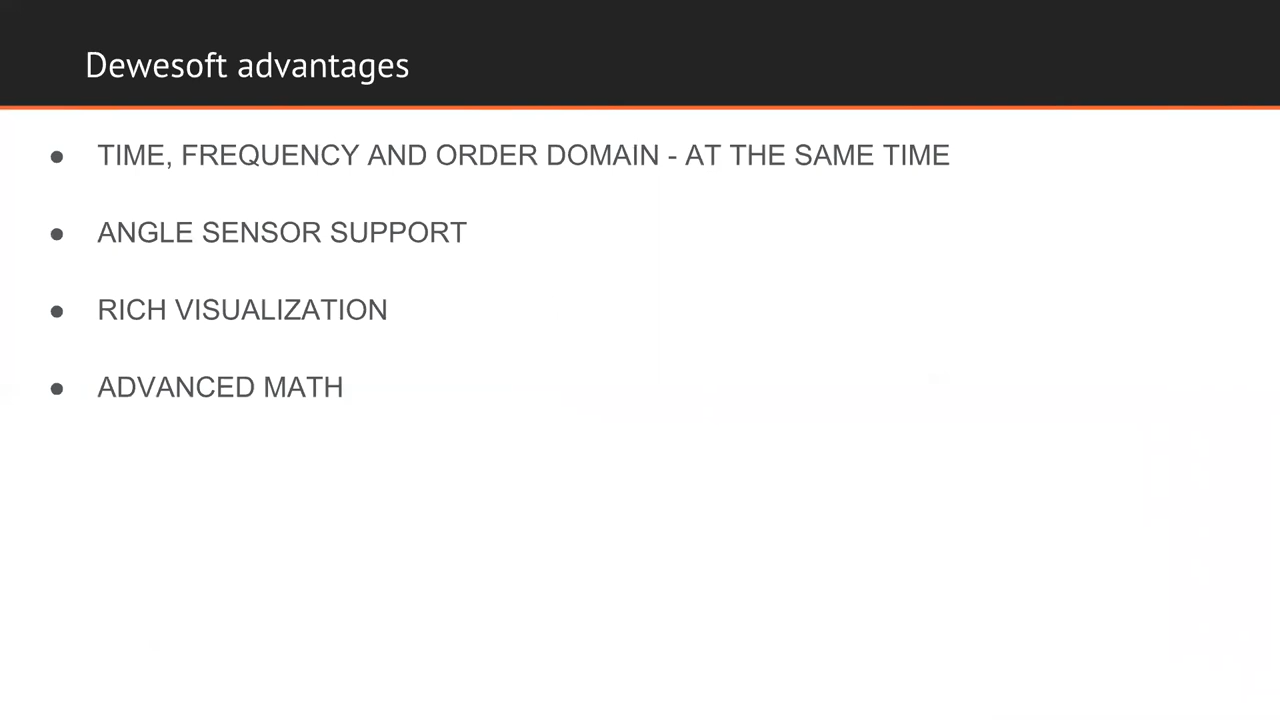 Dewesoft advantages
● TIME, FREQUENCY AND ORDER DOMAIN - AT THE SAME TIME
● ANGLE SENSOR SUPPORT
● RICH VISUALIZATION
● ADVANCED MATH